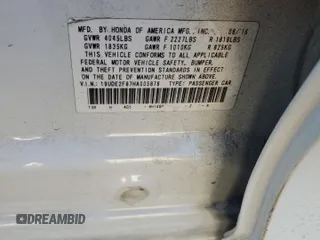 MFD. BY HONDA OF AMERICA MFG., INC. 08/16
GVWR 4045LBS GAWR F 2227LBS R 1819LBS
GVWR 1835KG GAWR F 1010KG R 825KG
THIS VEHICLE CONFORMS TO ALL APPLICABLE
FEDERAL MOTOR VEHICLE SAFETY, BUMPER,
AND THEFT PREVENTION STANDARDS IN EFFECT
ON THE DATE OF MANUFACTURE SHOWN ABOVE.
V.I.N.: TYPE: PASSENGER CAR
DREAMBID